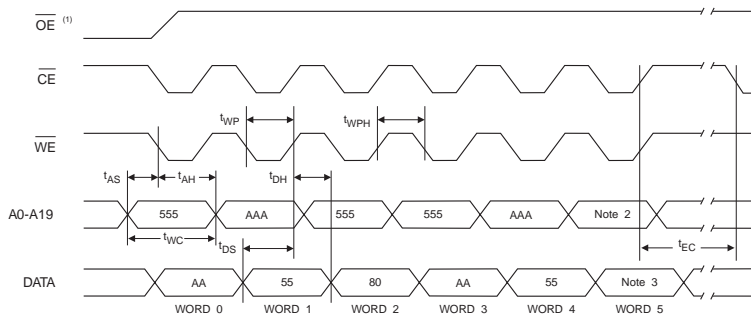 OE (1)
CE
tWP tWPH
WE
tAS tAH tDH
A0-A19 555 AAA 555 555 AAA Note 2
tWC tDS tEC
DATA AA 55 80 AA 55 Note 3
WORD 0 WORD 1 WORD 2 WORD 3 WORD 4 WORD 5